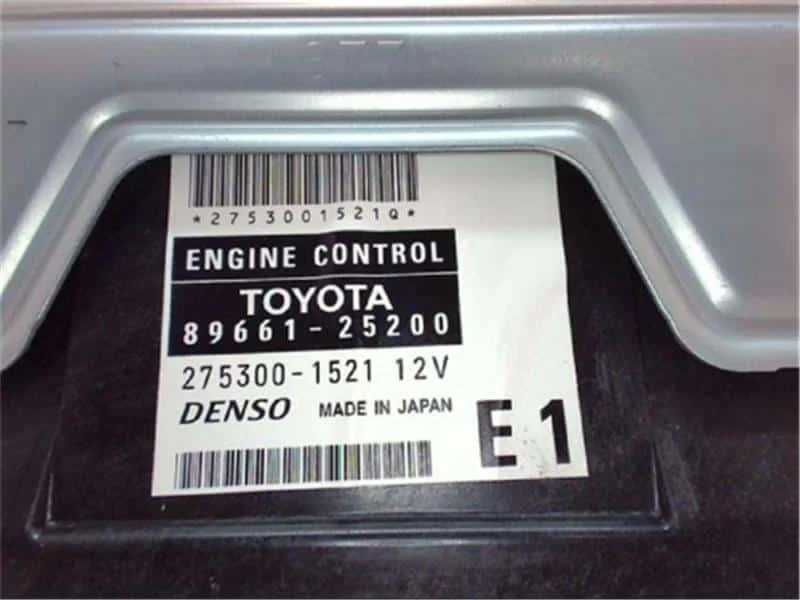 *2753001521Q*
ENGINE CONTROL
TOYOTA
89661-25200
275300-1521 12V
DENSO MADE IN JAPAN
E1